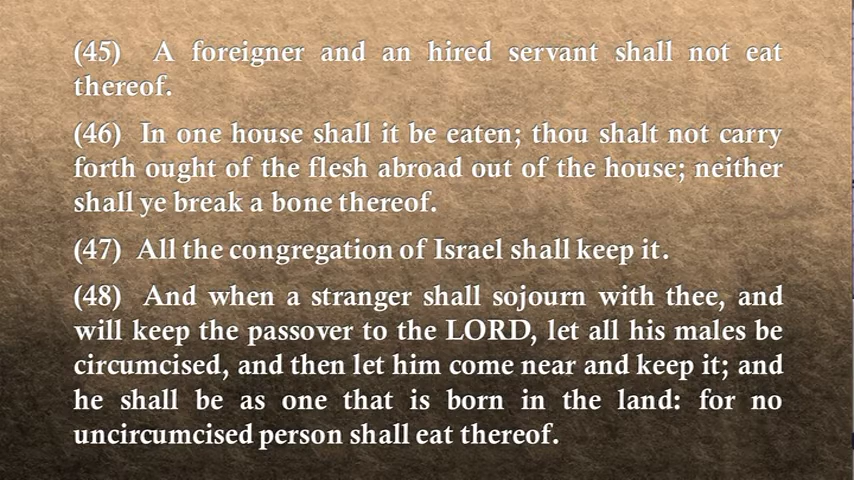 (45) A foreigner and an hired servant shall not eat
thereof.
(46) In one house shall it be eaten; thou shalt not carry
forth ought of the flesh abroad out of the house; neither
shall ye break a bone thereof.
(47) All the congregation of Israel shall keep it.
(48) And when a stranger shall sojourn with thee, and
will keep the passover to the LORD, let all his males be
circumcised, and then let him come near and keep it; and
he shall be as one that is born in the land: for no
uncircumcised person shall eat thereof.